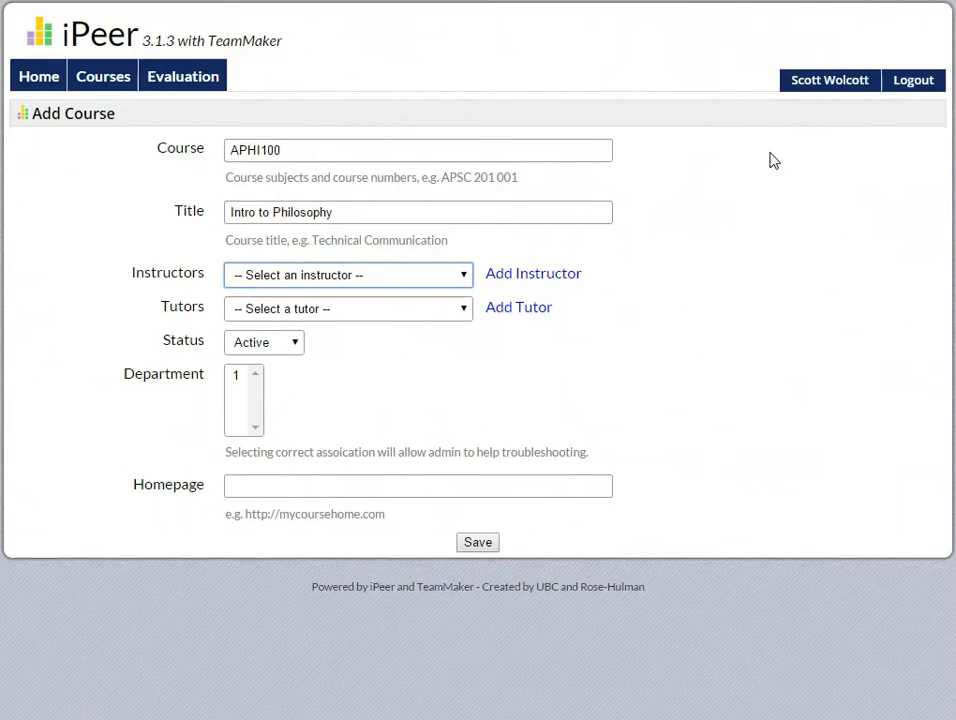 iPeer 3.1.3 with TeamMaker
Home Courses Evaluation
Scott Wolcott Logout
Add Course
Course APHI100
Course subjects and course numbers, e.g. APSC 201 001
Title Intro to Philosophy
Course title, e.g. Technical Communication
Instructors -- Select an instructor -- Add Instructor
Tutors -- Select a tutor -- Add Tutor
Status Active
Department 1
Selecting correct assoication will allow admin to help troubleshooting.
Homepage
e.g. http://mycoursehome.com
Save
Powered by iPeer and TeamMaker - Created by UBC and Rose-Hulman